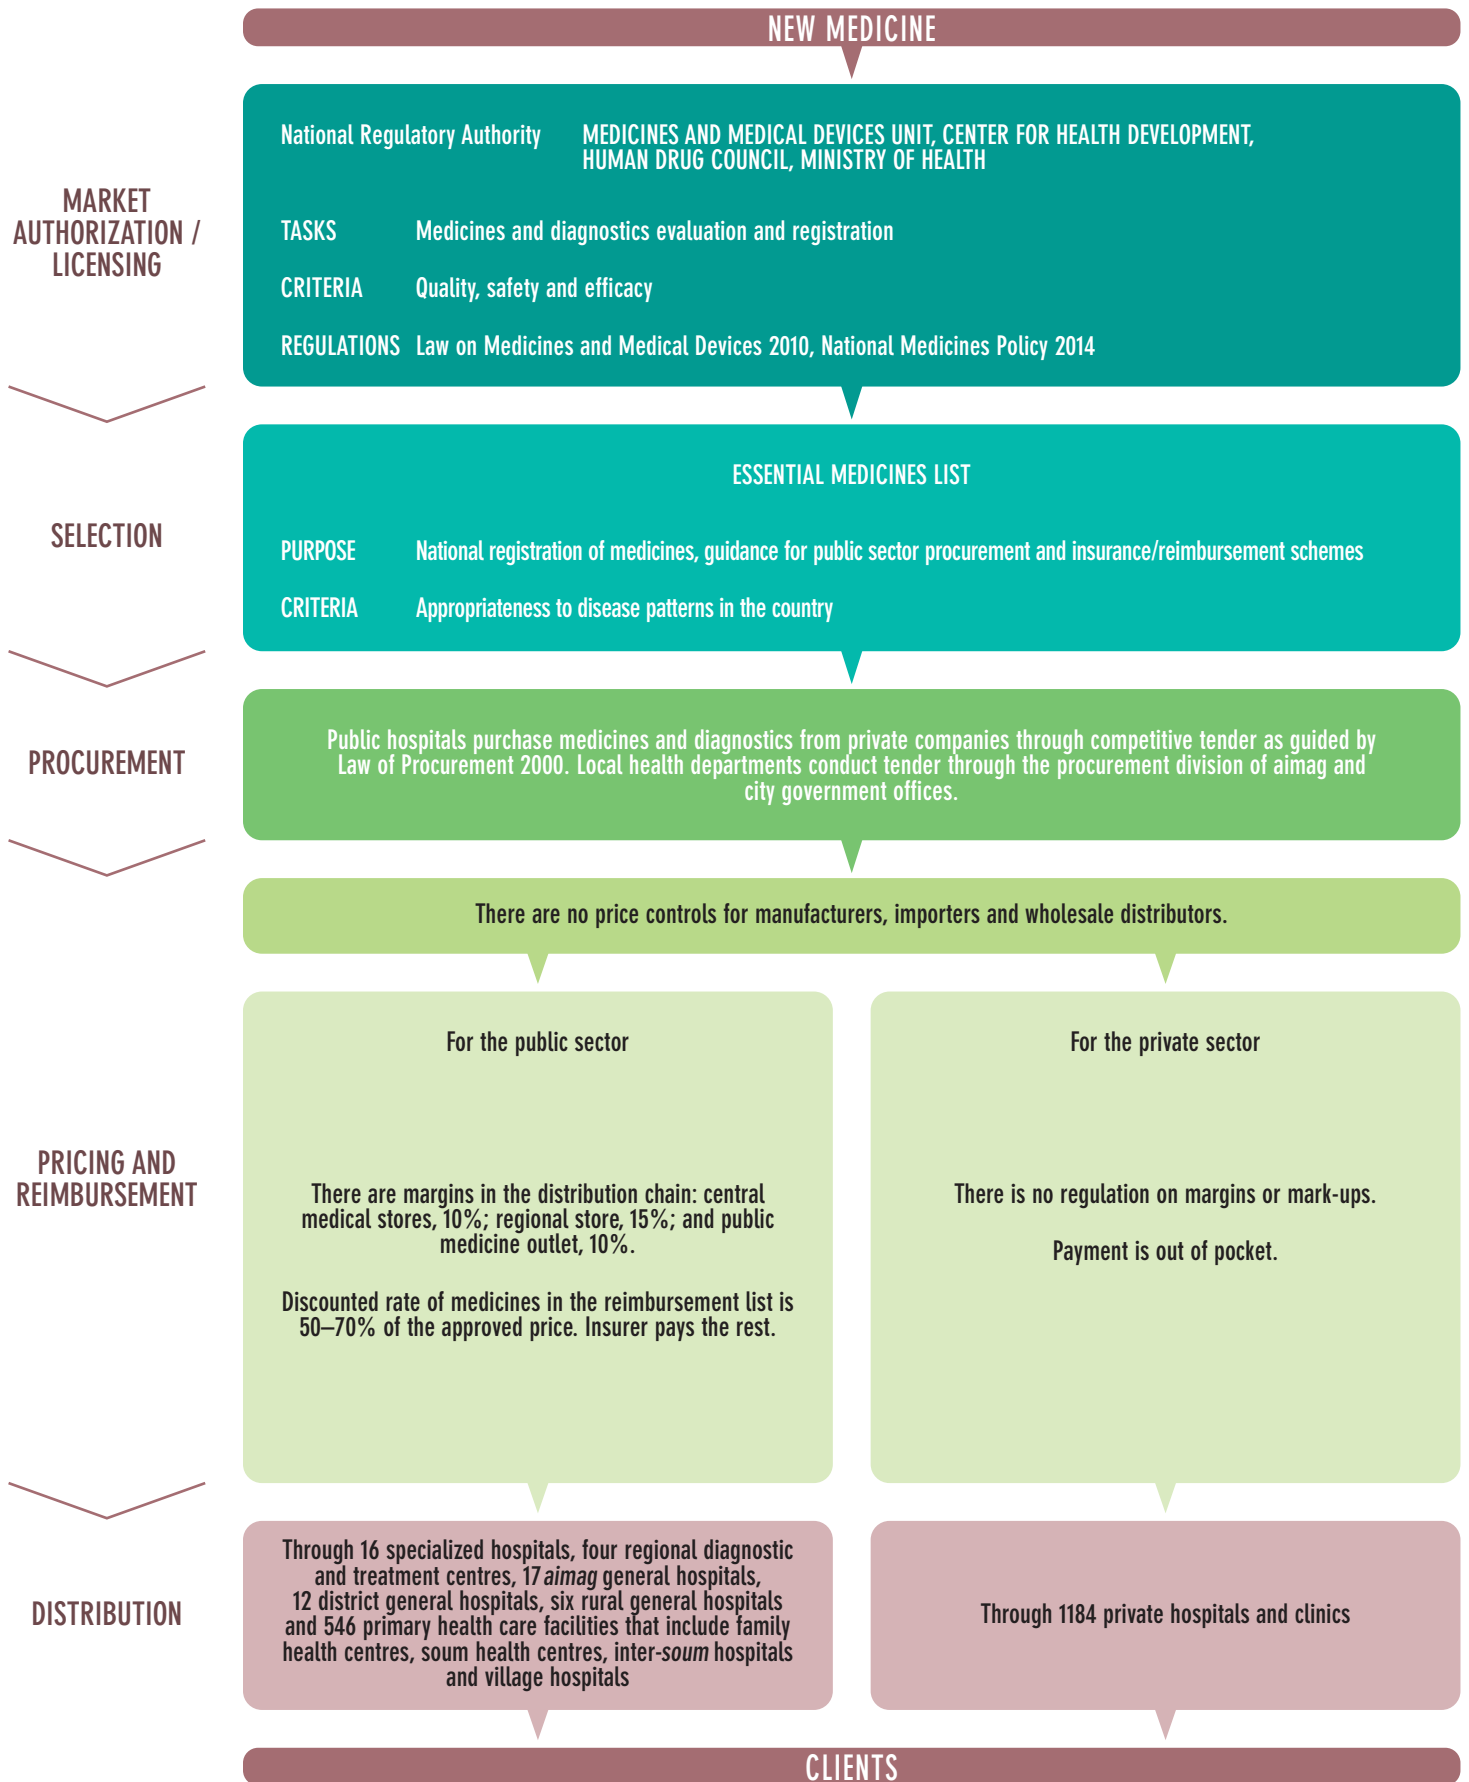 NEW MEDICINE
MARKET
AUTHORIZATION /
LICENSING
National Regulatory Authority MEDICINES AND MEDICAL DEVICES UNIT, CENTER FOR HEALTH DEVELOPMENT,
HUMAN DRUG COUNCIL, MINISTRY OF HEALTH
TASKS Medicines and diagnostics evaluation and registration
CRITERIA Quality, safety and efficacy
REGULATIONS Law on Medicines and Medical Devices 2010, National Medicines Policy 2014
SELECTION
ESSENTIAL MEDICINES LIST
PURPOSE National registration of medicines, guidance for public sector procurement and insurance/reimbursement schemes
CRITERIA Appropriateness to disease patterns in the country
PROCUREMENT
Public hospitals purchase medicines and diagnostics from private companies through competitive tender as guided by
Law of Procurement 2000. Local health departments conduct tender through the procurement division of aimag and
city government offices.
PRICING AND
REIMBURSEMENT
There are no price controls for manufacturers, importers and wholesale distributors.
For the public sector
There are margins in the distribution chain: central
medical stores, 10%; regional store, 15%; and public
medicine outlet, 10%.
Discounted rate of medicines in the reimbursement list is
50–70% of the approved price. Insurer pays the rest.
For the private sector
There is no regulation on margins or mark-ups.
Payment is out of pocket.
DISTRIBUTION
Through 16 specialized hospitals, four regional diagnostic
and treatment centres, 17 aimag general hospitals,
12 district general hospitals, six rural general hospitals
and 546 primary health care facilities that include family
health centres, soum health centres, inter-soum hospitals
and village hospitals
Through 1184 private hospitals and clinics
CLIENTS